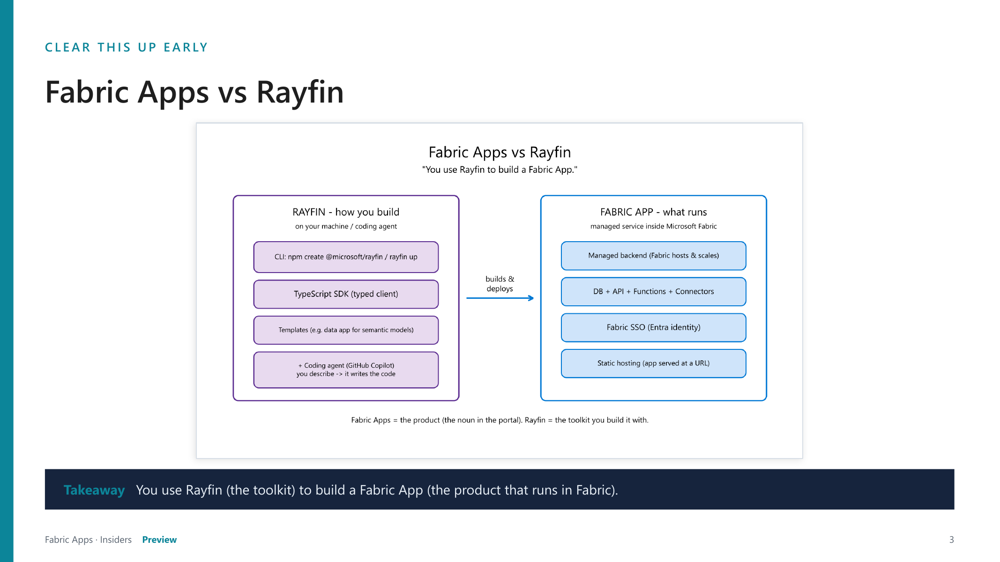 CLEAR THIS UP EARLY
Fabric Apps vs Rayfin
Fabric Apps vs Rayfin
"You use Rayfin to build a Fabric App."
RAYFIN - how you build
on your machine / coding agent
CLI: npm create @microsoft/rayfin / rayfin up
TypeScript SDK (typed client)
Templates (e.g. data app for semantic models)
+ Coding agent (GitHub Copilot)
you describe -> it writes the code
builds &
deploys
FABRIC APP - what runs
managed service inside Microsoft Fabric
Managed backend (Fabric hosts & scales)
DB + API + Functions + Connectors
Fabric SSO (Entra identity)
Static hosting (app served at a URL)
Fabric Apps = the product (the noun in the portal). Rayfin = the toolkit you build it with.
Takeaway You use Rayfin (the toolkit) to build a Fabric App (the product that runs in Fabric).
Fabric Apps · Insiders Preview
3